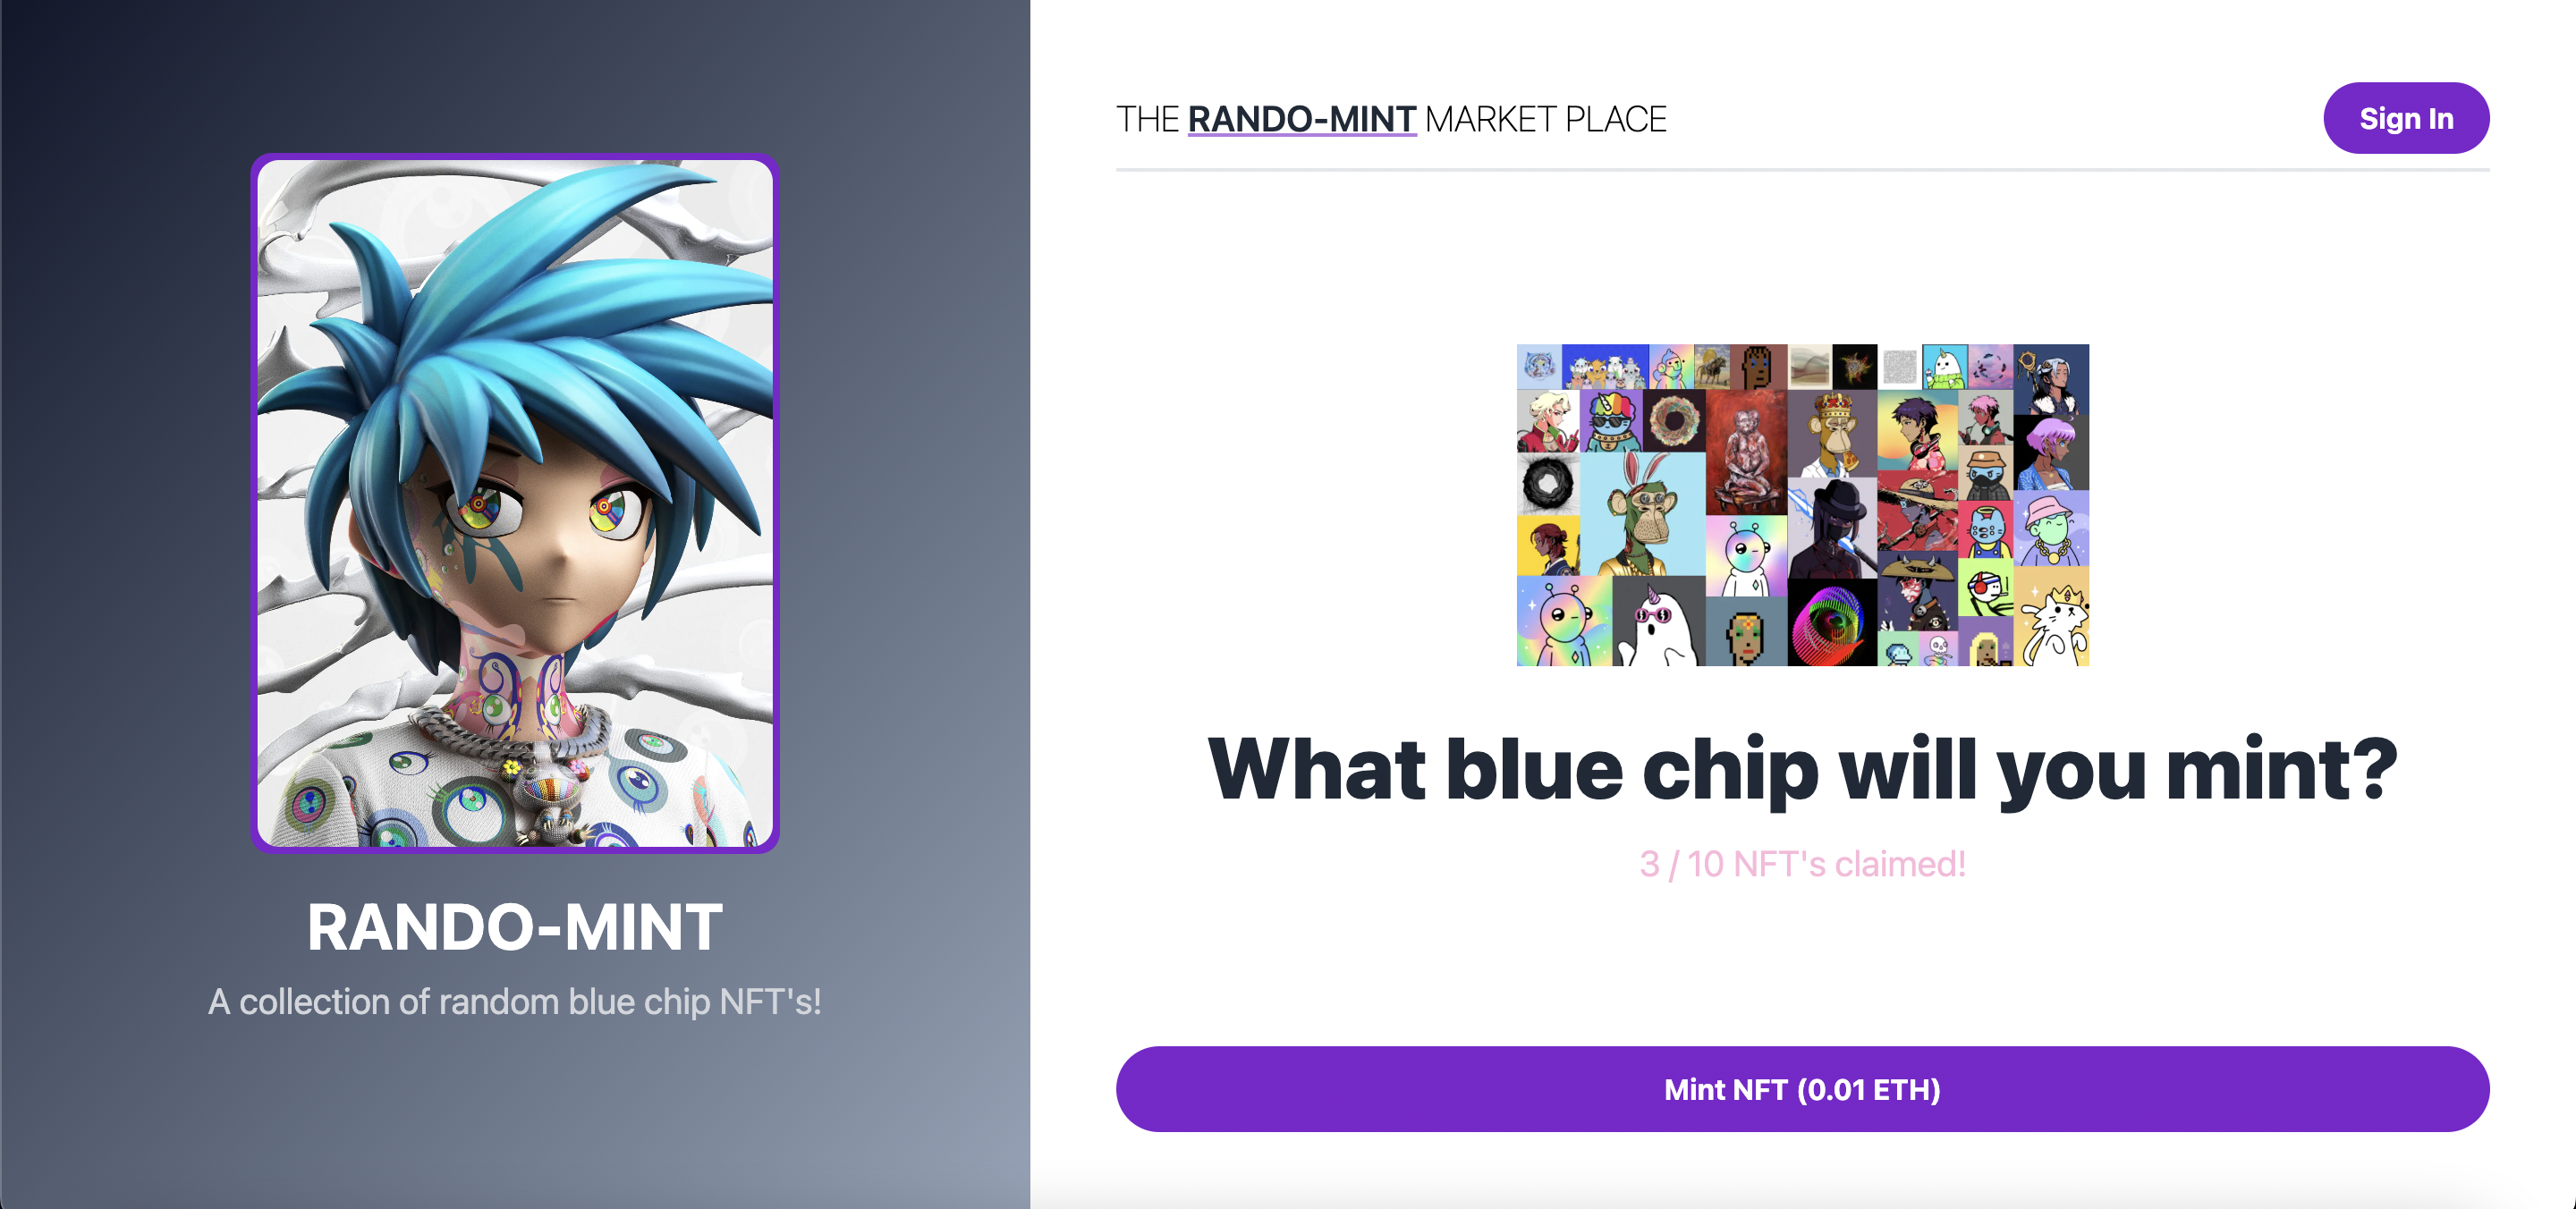 THE RANDO-MINT MARKET PLACE
Sign In
RANDO-MINT
A collection of random blue chip NFT's!
What blue chip will you mint?
3 / 10 NFT's claimed!
Mint NFT (0.01 ETH)